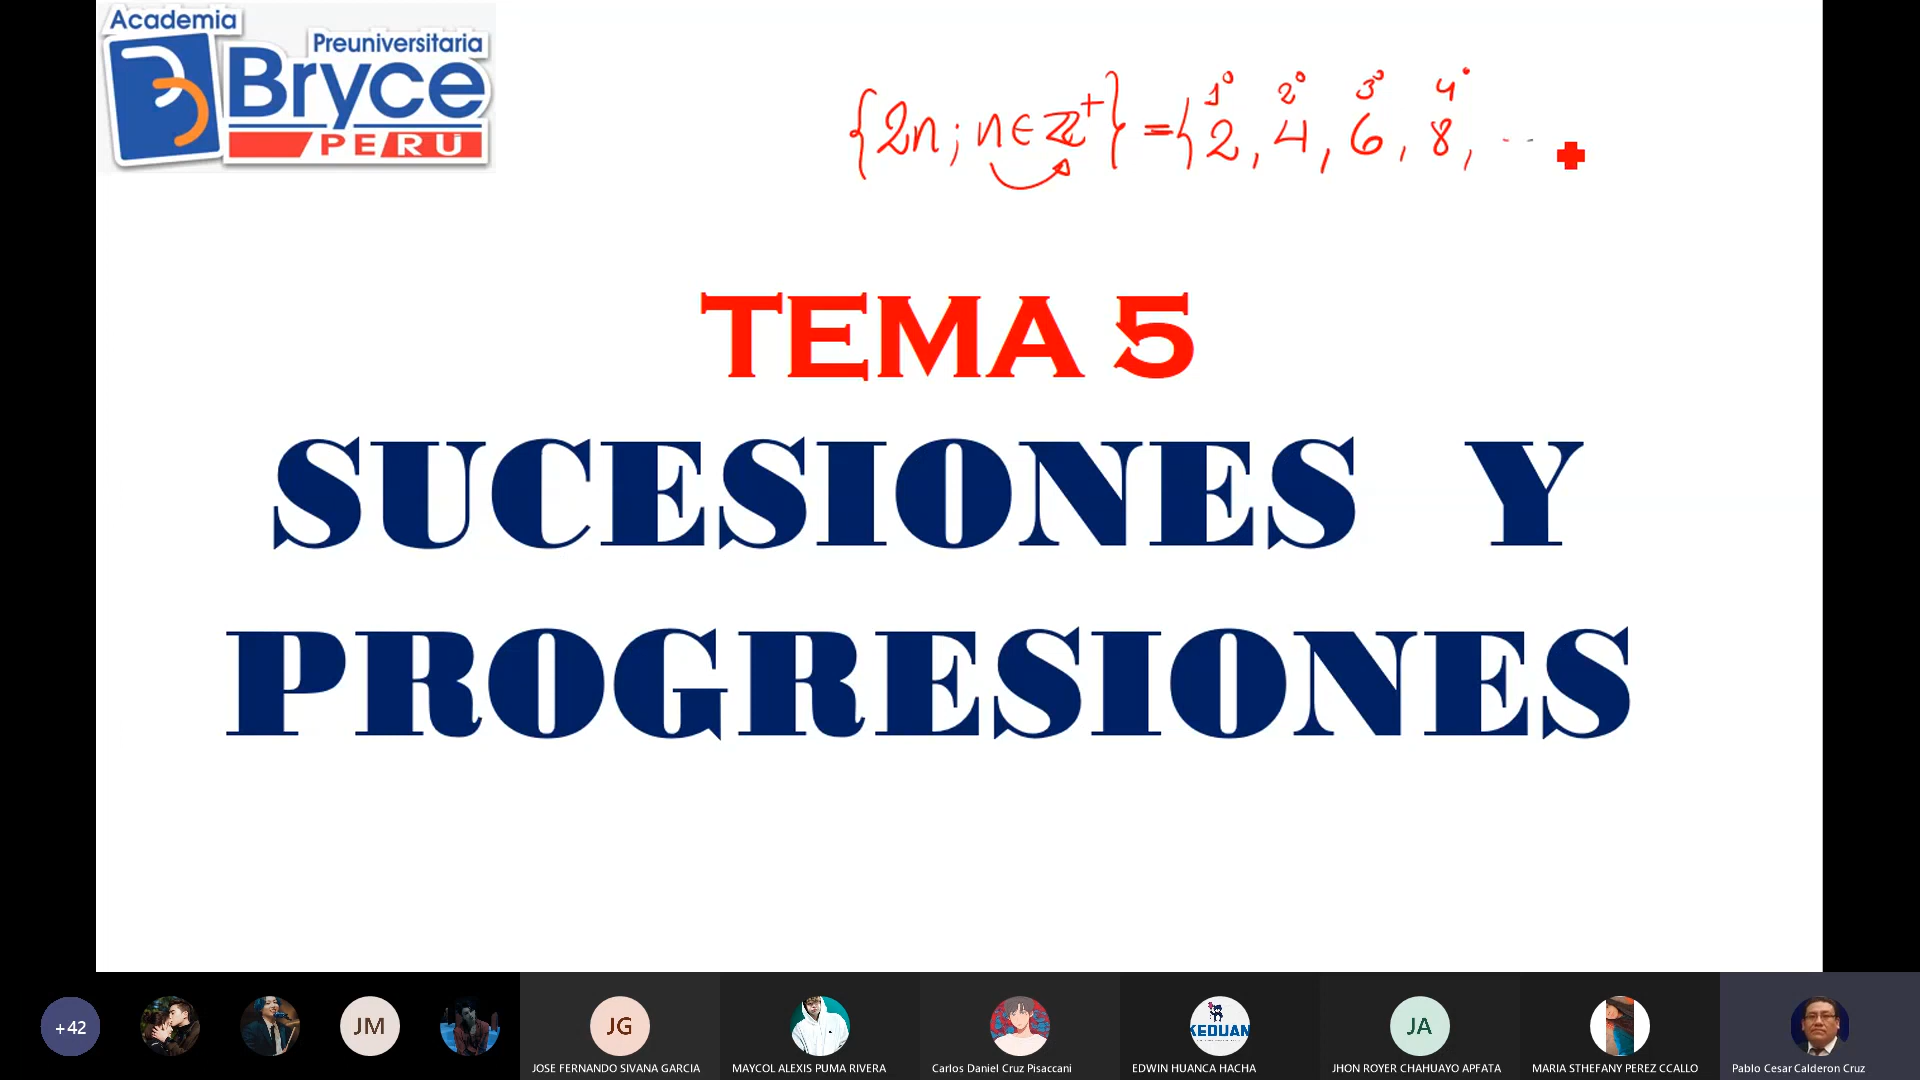 Academia
Preuniversitaria
Bryce
PERÚ
1° 2° 3° 4°
{2n; n∈ℤ⁺} = {2, 4, 6, 8, ...
TEMA 5
SUCESIONES Y
PROGRESIONES
+42
JM
JG
KEDUAN
JA
JOSE FERNANDO SIVANA GARCIA
MAYCOL ALEXIS PUMA RIVERA
Carlos Daniel Cruz Pisaccani
EDWIN HUANCA HACHA
JHON ROYER CHAHUAYO APFATA
MARIA STHEFANY PEREZ CCALLO
Pablo Cesar Calderon Cruz